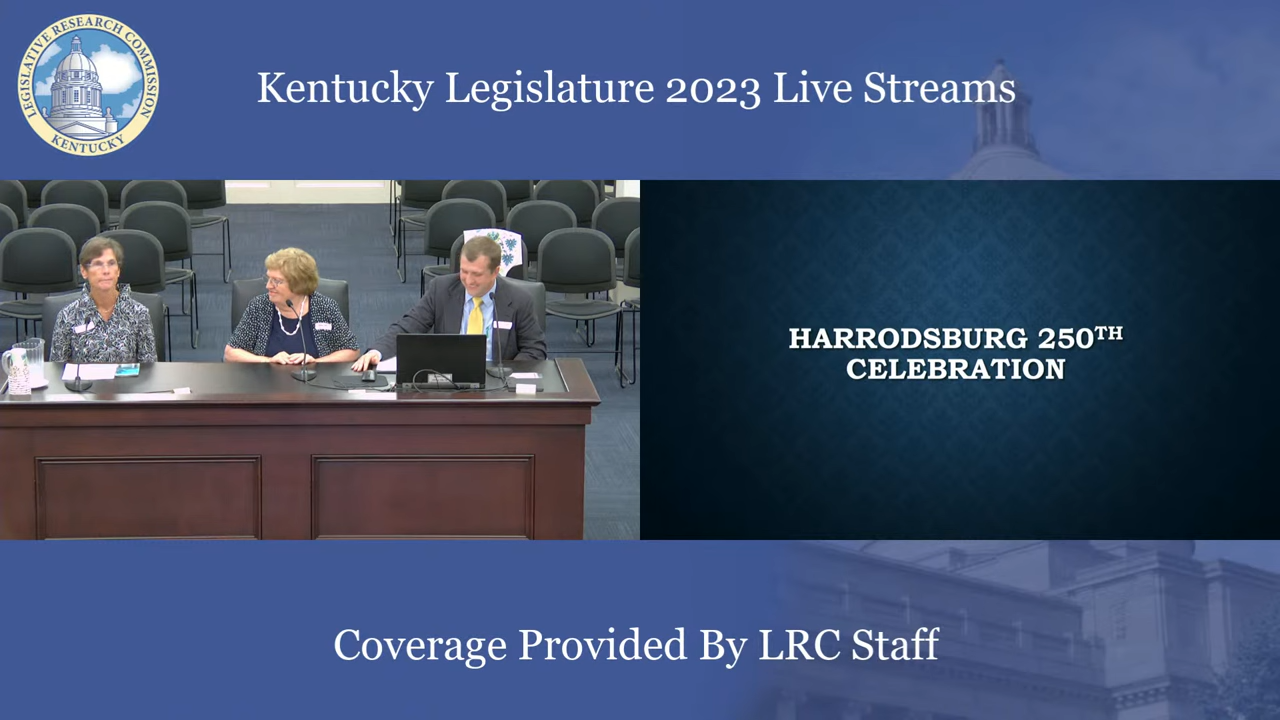 LEGISLATIVE RESEARCH COMMISSION
KENTUCKY
Kentucky Legislature 2023 Live Streams
HARRODSBURG 250TH
CELEBRATION
Coverage Provided By LRC Staff